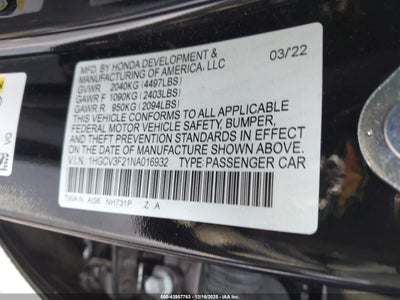 MFD. BY HONDA DEVELOPMENT & 03/'22
MANUFACTURING OF AMERICA, LLC
GVWR 2040KG (4497LBS)
GAWR F 1090KG (2403LBS)
GAWR R 950KG (2094LBS)
THIS VEHICLE CONFORMS TO ALL APPLICABLE
FEDERAL MOTOR VEHICLE SAFETY, BUMPER,
AND THEFT PREVENTION STANDARDS IN EFFECT
ON THE DATE OF MANUFACTURE SHOWN ABOVE.
V.I.N.: 1HGCV3F21NA016932 TYPE:PASSENGER CAR
AG6 NH731P Z A
VQ